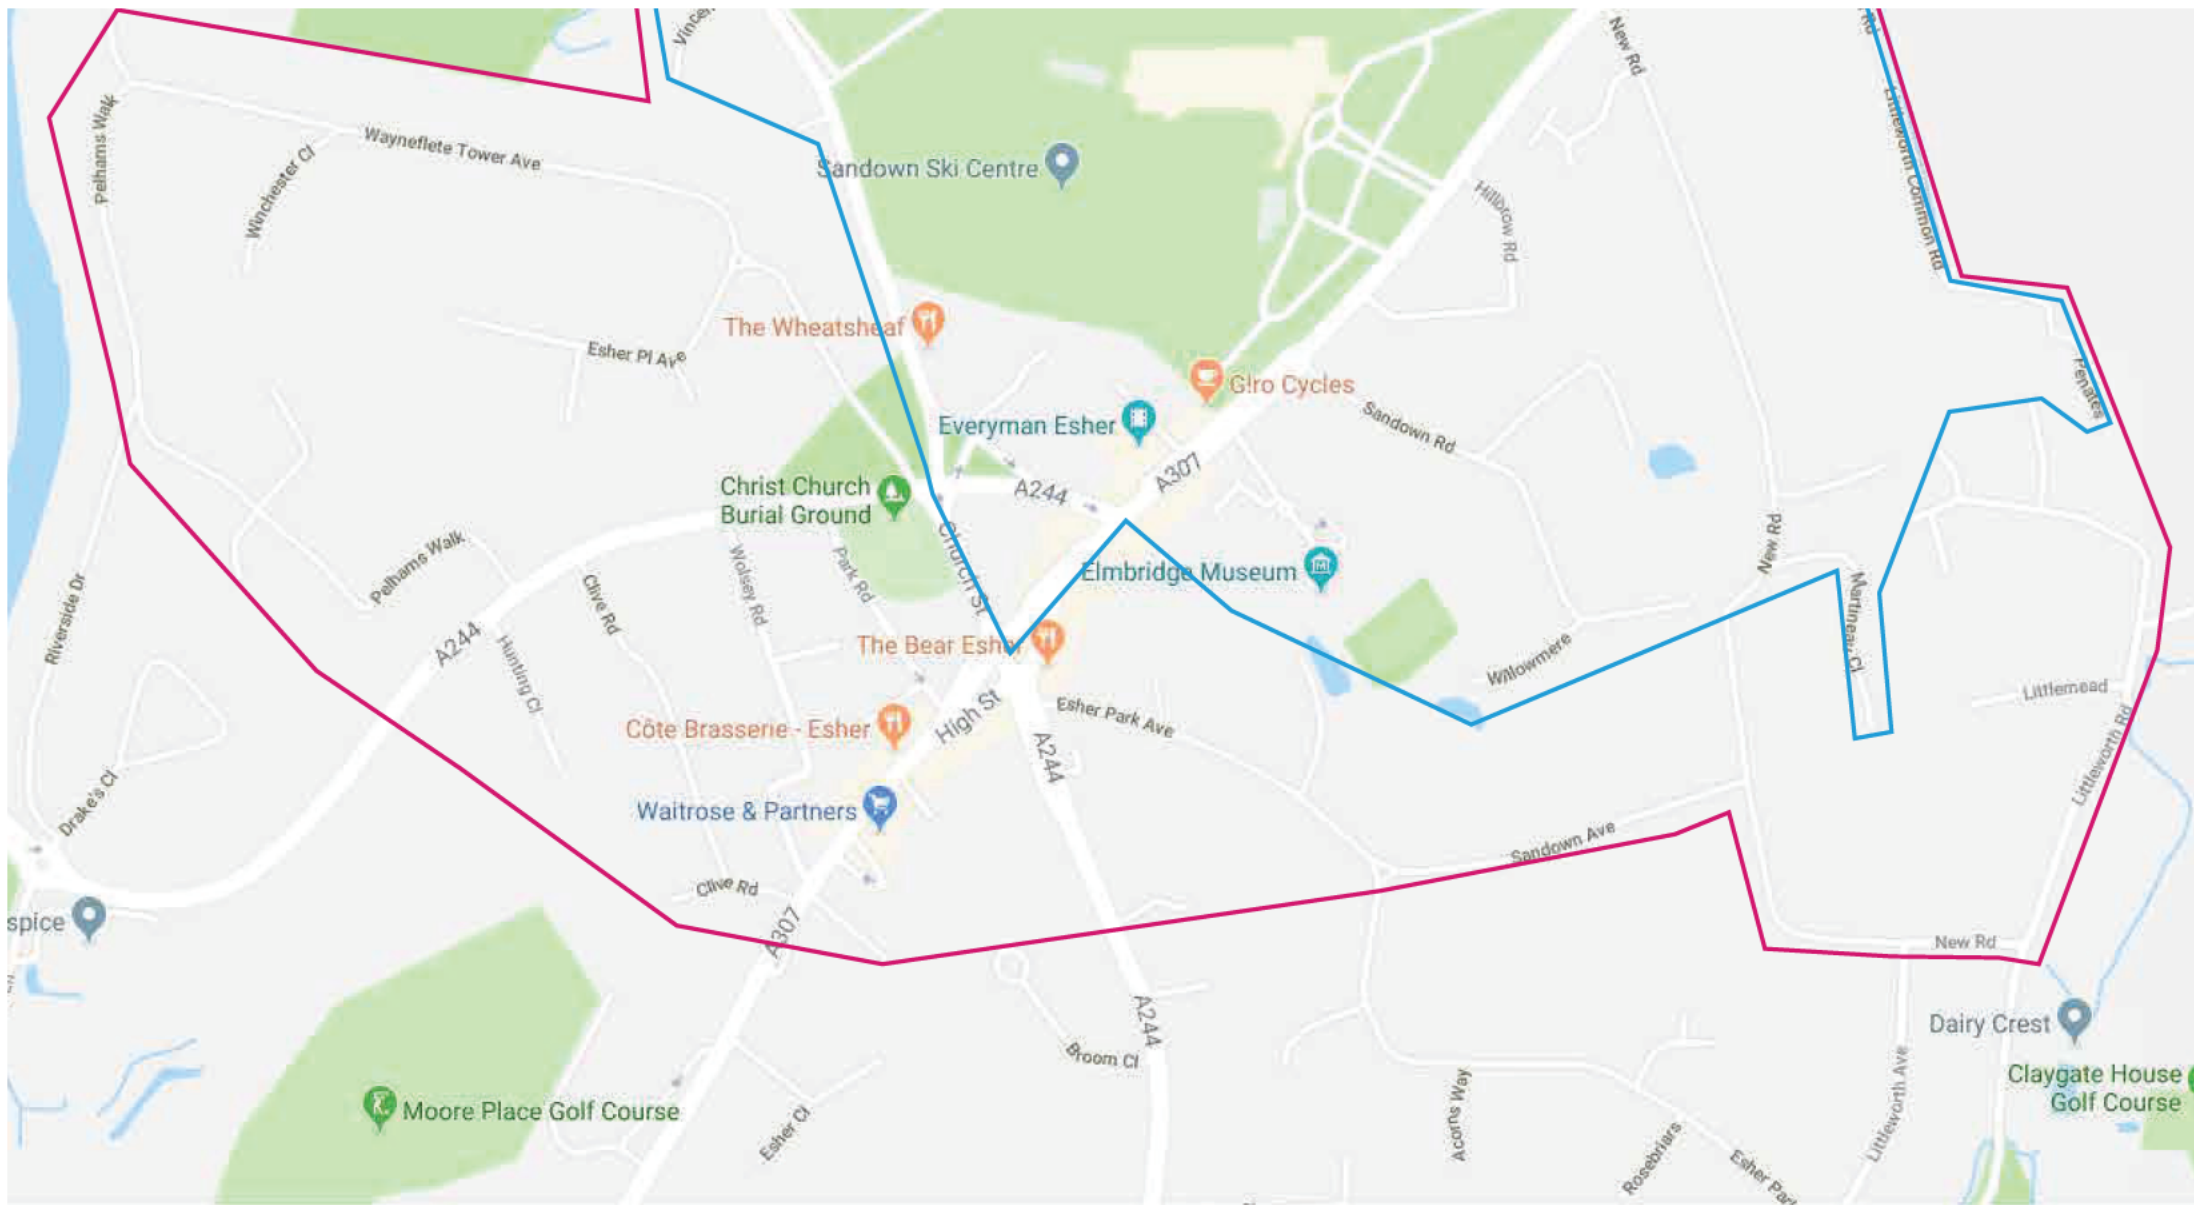 Vince
New Rd
Rd
Pelhams Walk
Wayneflete Tower Ave
Winchester Cl
Sandown Ski Centre
Hillbrow Rd
Littleworth Common Rd
The Wheatsheaf
Esher Pl Ave
Giro Cycles
Penates
Everyman Esher
Sandown Rd
A307
A244
Christ Church
Burial Ground
Church St
New Rd
Pelhams Walk
Wolsey Rd
Park Rd
Elmbridge Museum
Clive Rd
Riverside Dr
Martineau Cl
A244
Hunting Cl
The Bear Esher
Willowmere
Littlemead
High St
Esher Park Ave
Côte Brasserie - Esher
A244
Littleworth Rd
Drake's Cl
Waitrose & Partners
Sandown Ave
Clive Rd
spice
A307
New Rd
A244
Dairy Crest
Broom Cl
Claygate House
Golf Course
Moore Place Golf Course
Acorns Way
Littleworth Ave
Esher Cl
Rosebriars
Esher Par